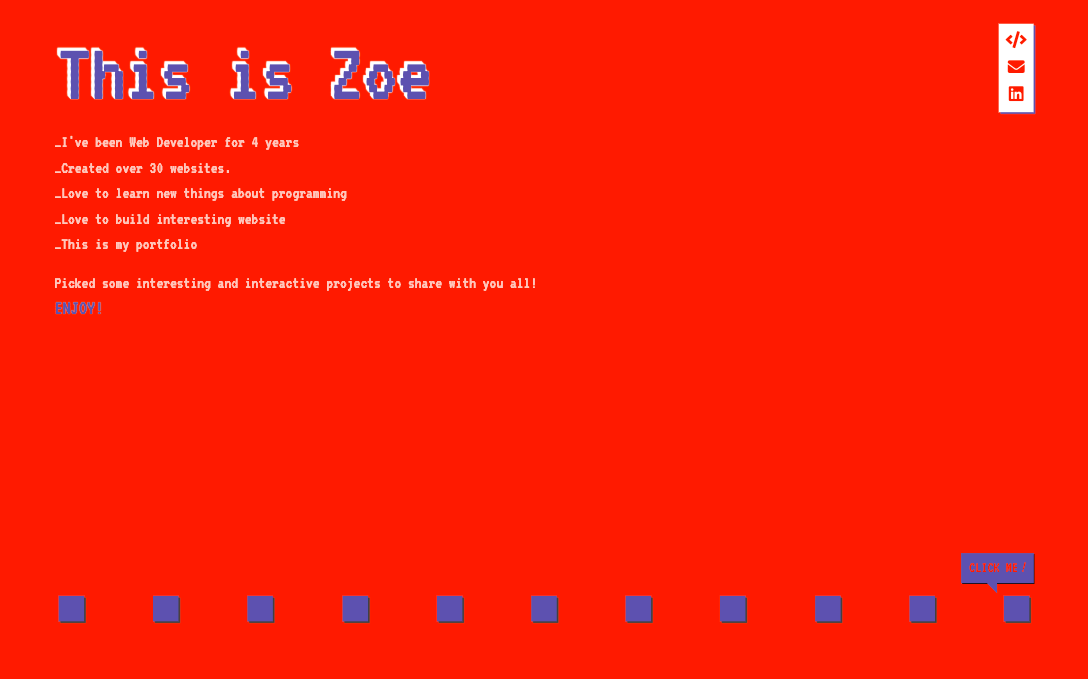 This is Zoe
_I've been Web Developer for 4 years
_Created over 30 websites.
_Love to learn new things about programming
_Love to build interesting website
_This is my portfolio
Picked some interesting and interactive projects to share with you all!
ENJOY!
CLICK ME!